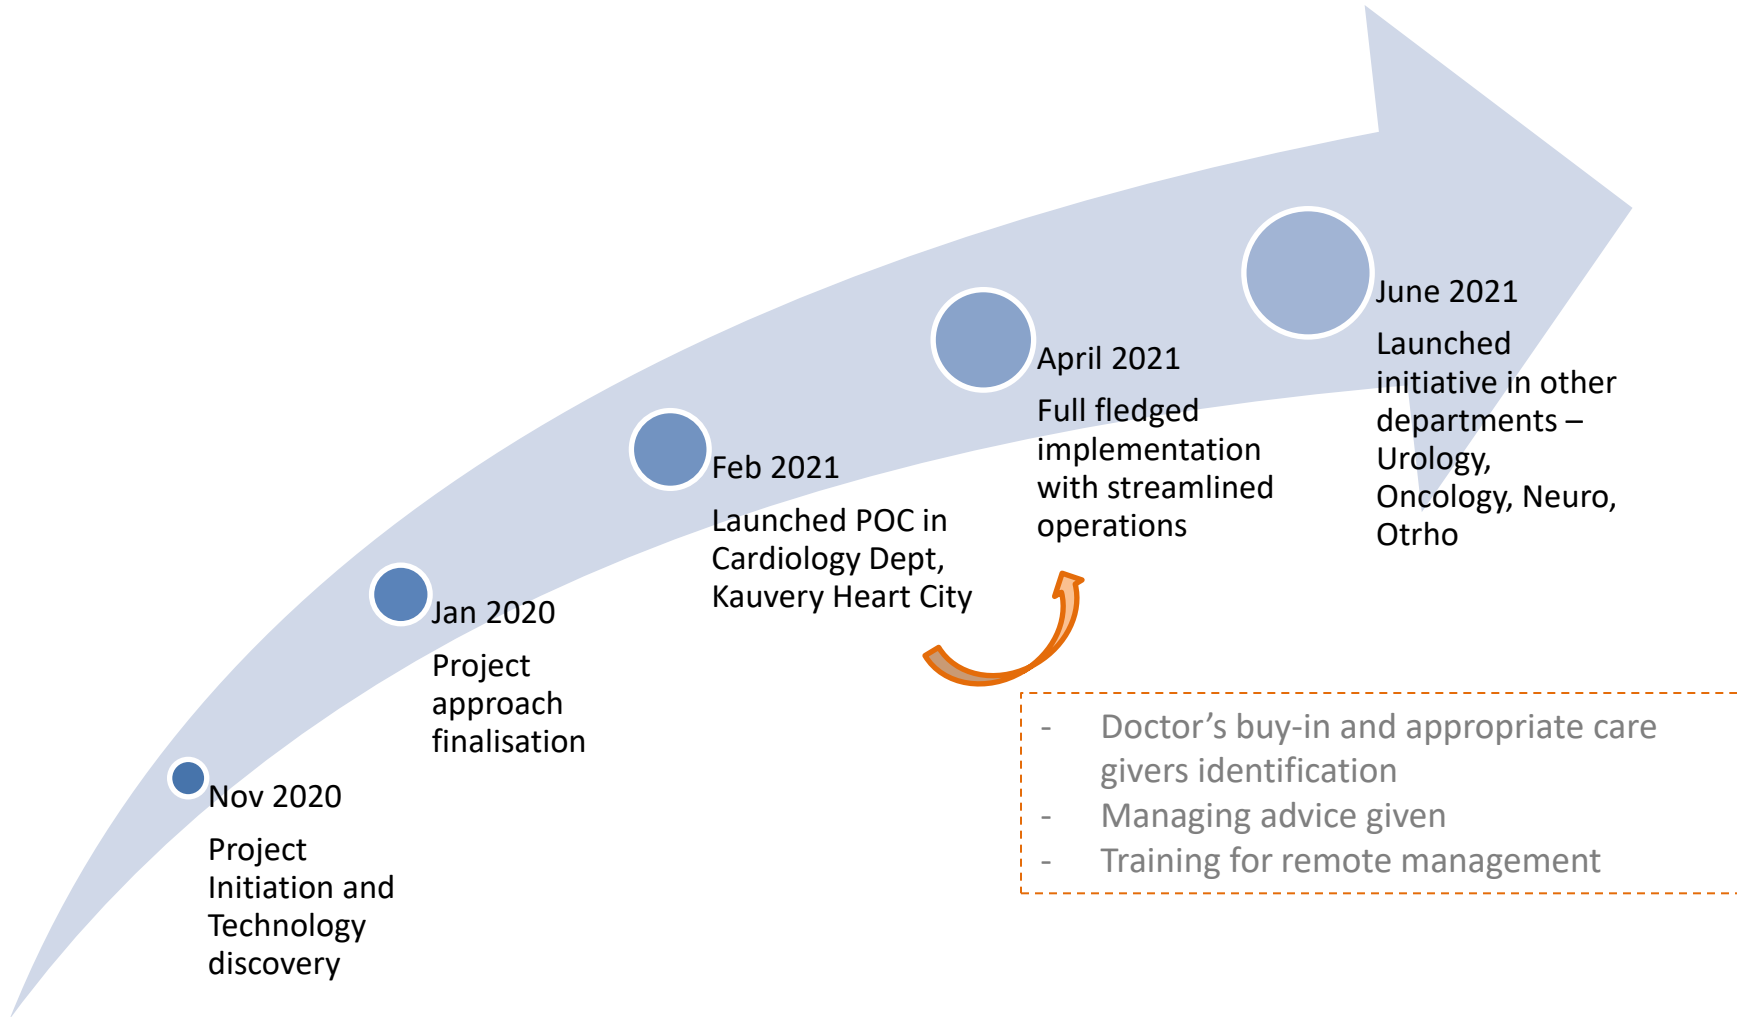 Nov 2020
Project
Initiation and
Technology
discovery
Jan 2020
Project
approach
finalisation
Feb 2021
Launched POC in
Cardiology Dept,
Kauvery Heart City
April 2021
Full fledged
implementation
with streamlined
operations
June 2021
Launched
initiative in other
departments –
Urology,
Oncology, Neuro,
Otrho
- Doctor’s buy-in and appropriate care
givers identification
- Managing advice given
- Training for remote management